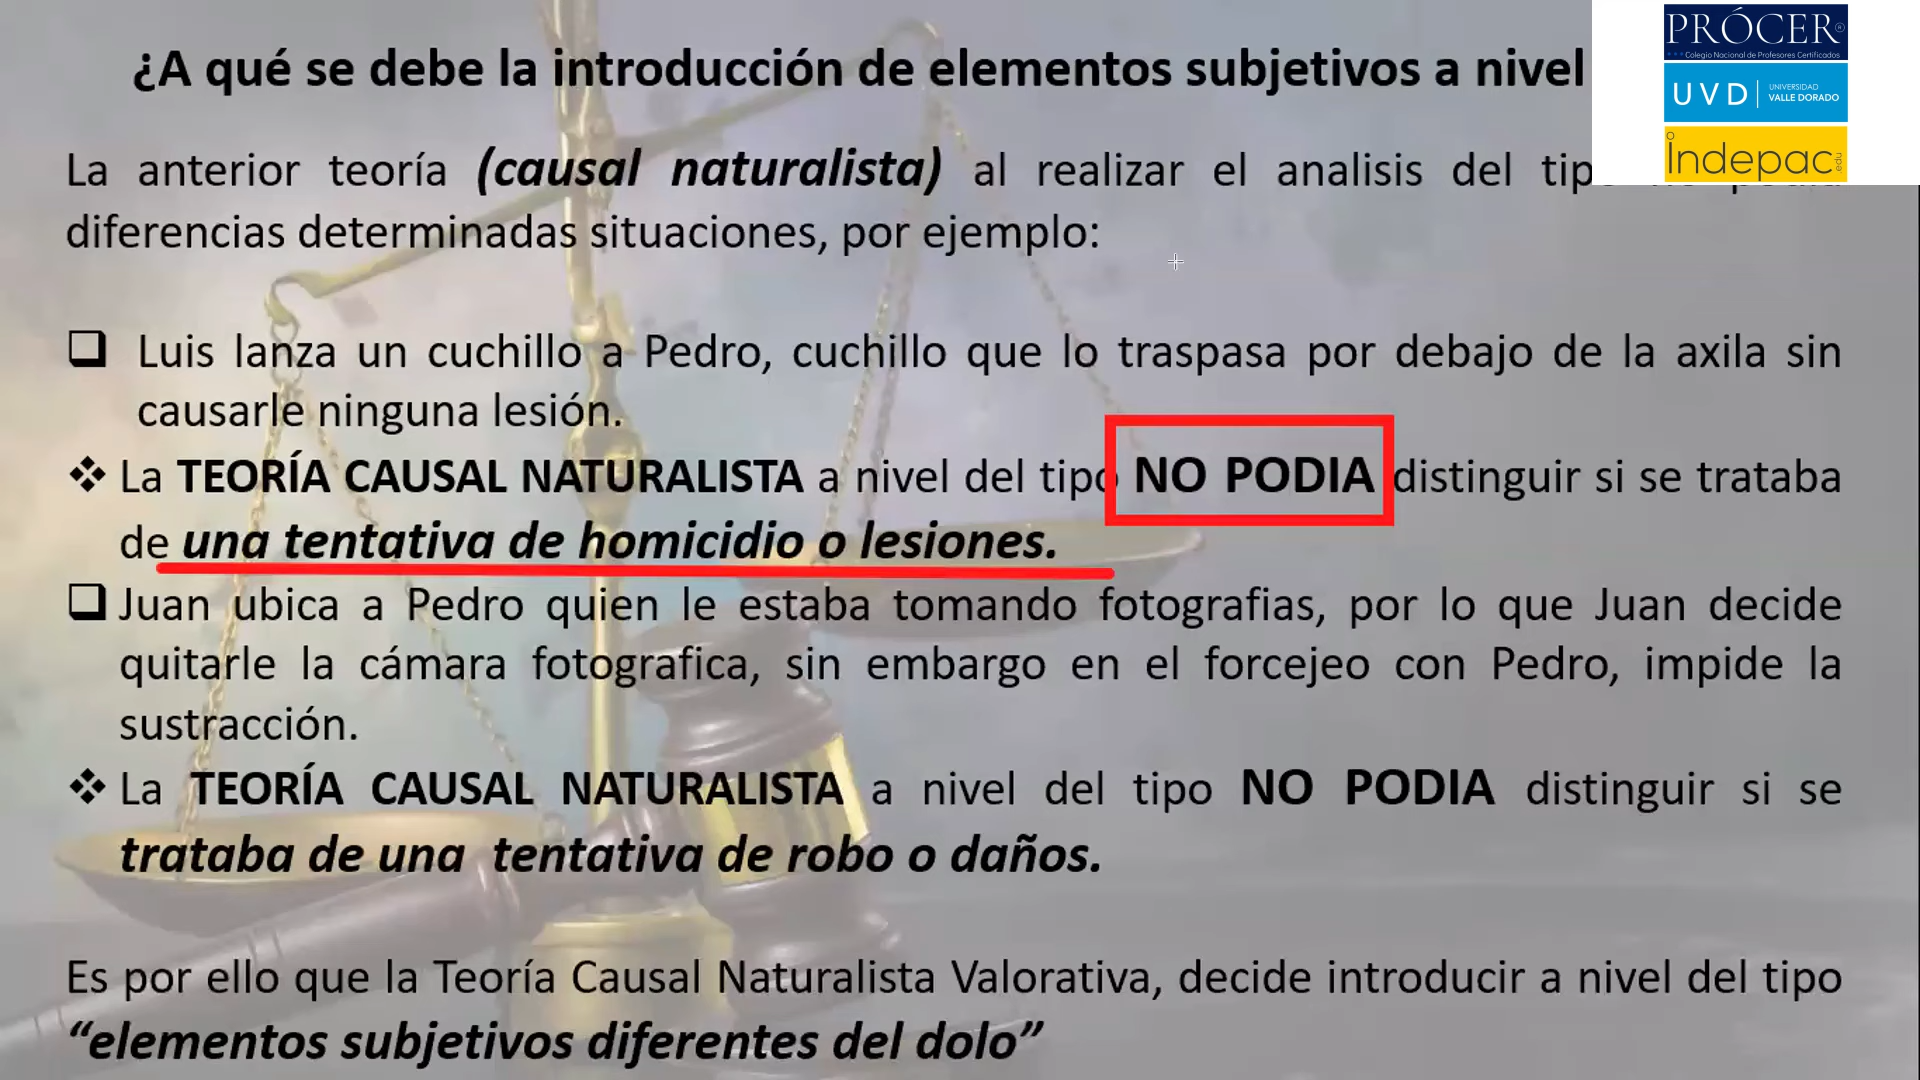 ¿A qué se debe la introducción de elementos subjetivos a nivel
PRÓCER
Colegio Nacional de Profesores Certificados
UVD UNIVERSIDAD
VALLE DORADO
Indepac.edu
La anterior teoría (causal naturalista) al realizar el analisis del tipo
diferencias determinadas situaciones, por ejemplo:
Luis lanza un cuchillo a Pedro, cuchillo que lo traspasa por debajo de la axila sin
causarle ninguna lesión.
La TEORÍA CAUSAL NATURALISTA a nivel del tipo NO PODIA distinguir si se trataba
de una tentativa de homicidio o lesiones.
Juan ubica a Pedro quien le estaba tomando fotografias, por lo que Juan decide
quitarle la cámara fotografica, sin embargo en el forcejeo con Pedro, impide la
sustracción.
La TEORÍA CAUSAL NATURALISTA a nivel del tipo NO PODIA distinguir si se
trataba de una tentativa de robo o daños.
Es por ello que la Teoría Causal Naturalista Valorativa, decide introducir a nivel del tipo
“elementos subjetivos diferentes del dolo”